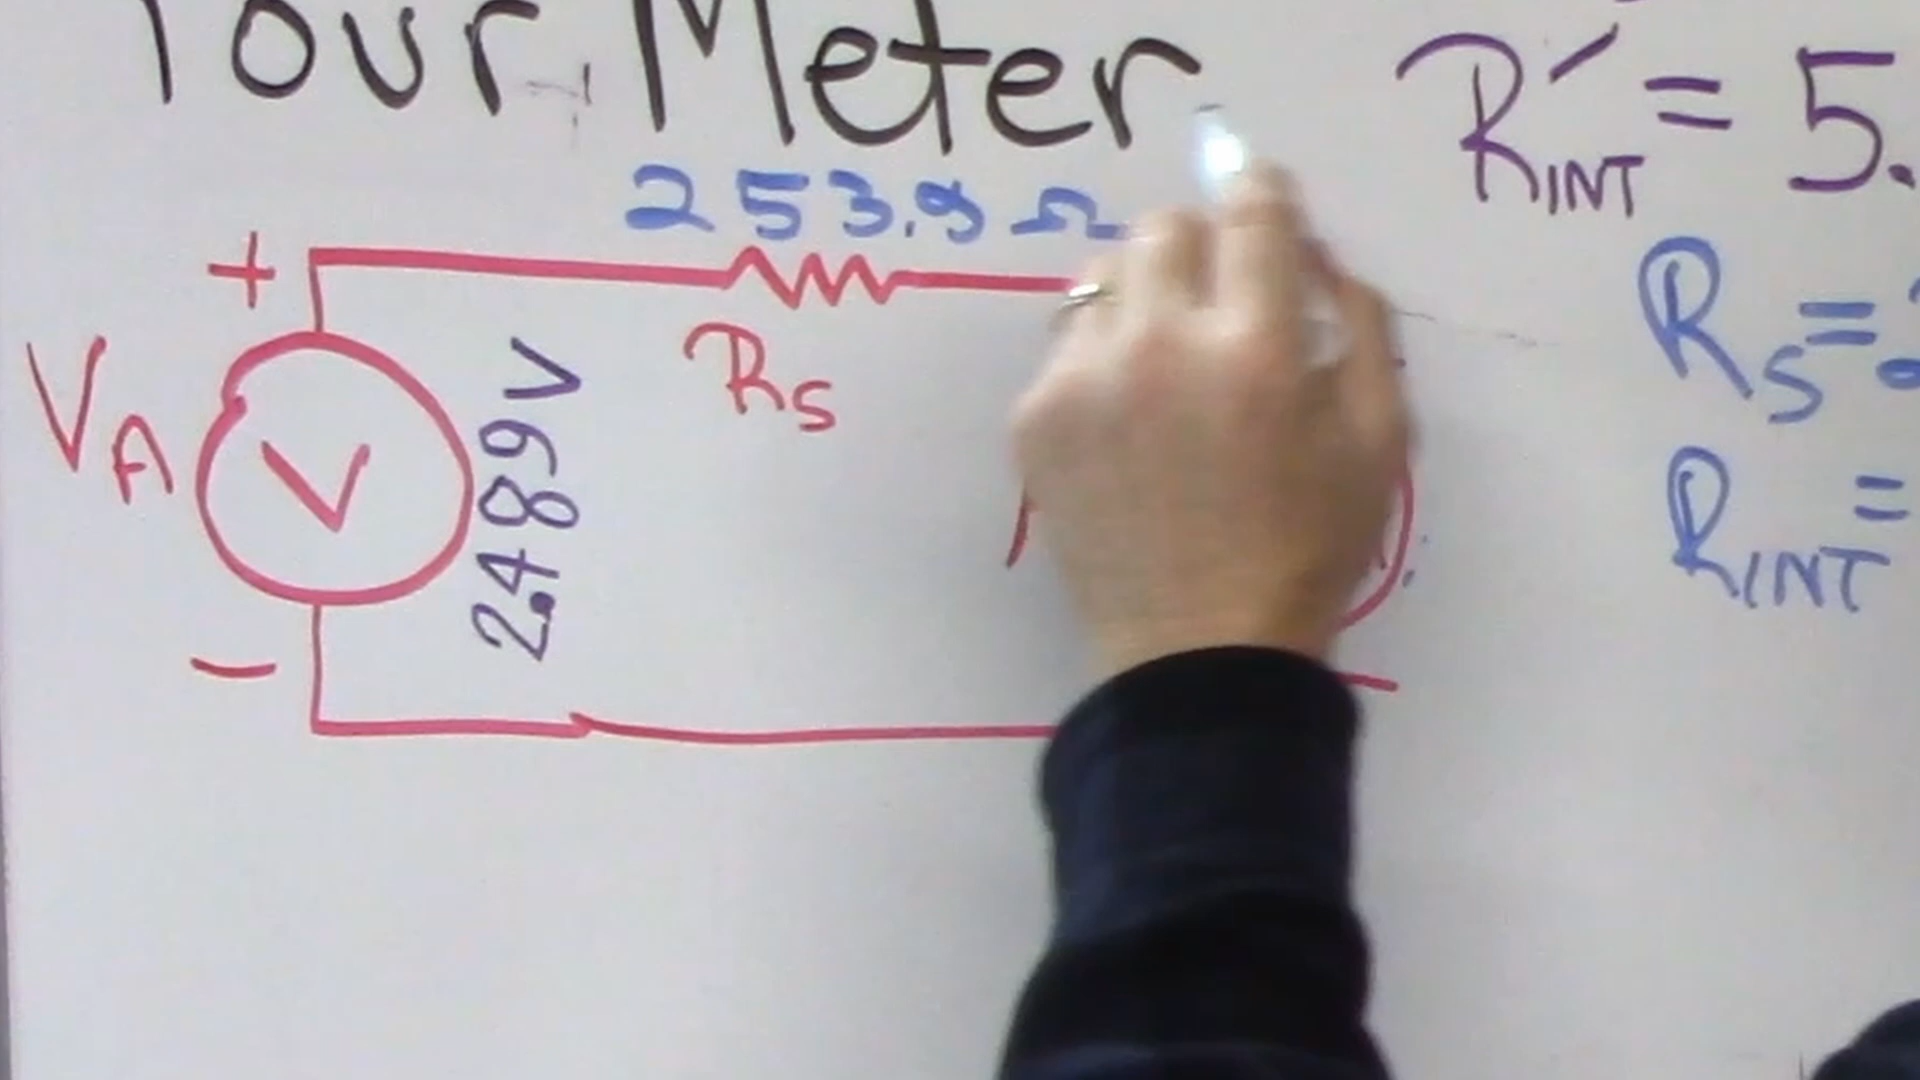 Your Meter
R'INT = 5.
253.9 Ω
+
RS =
VA
V
2.489V
RS
RINT =
−